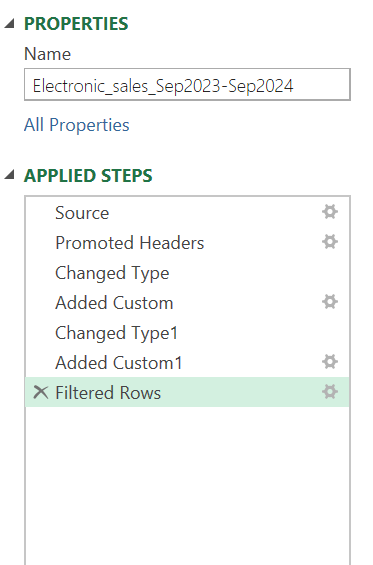 PROPERTIES
Name
Electronic_sales_Sep2023-Sep2024
All Properties
APPLIED STEPS
Source
Promoted Headers
Changed Type
Added Custom
Changed Type1
Added Custom1
Filtered Rows